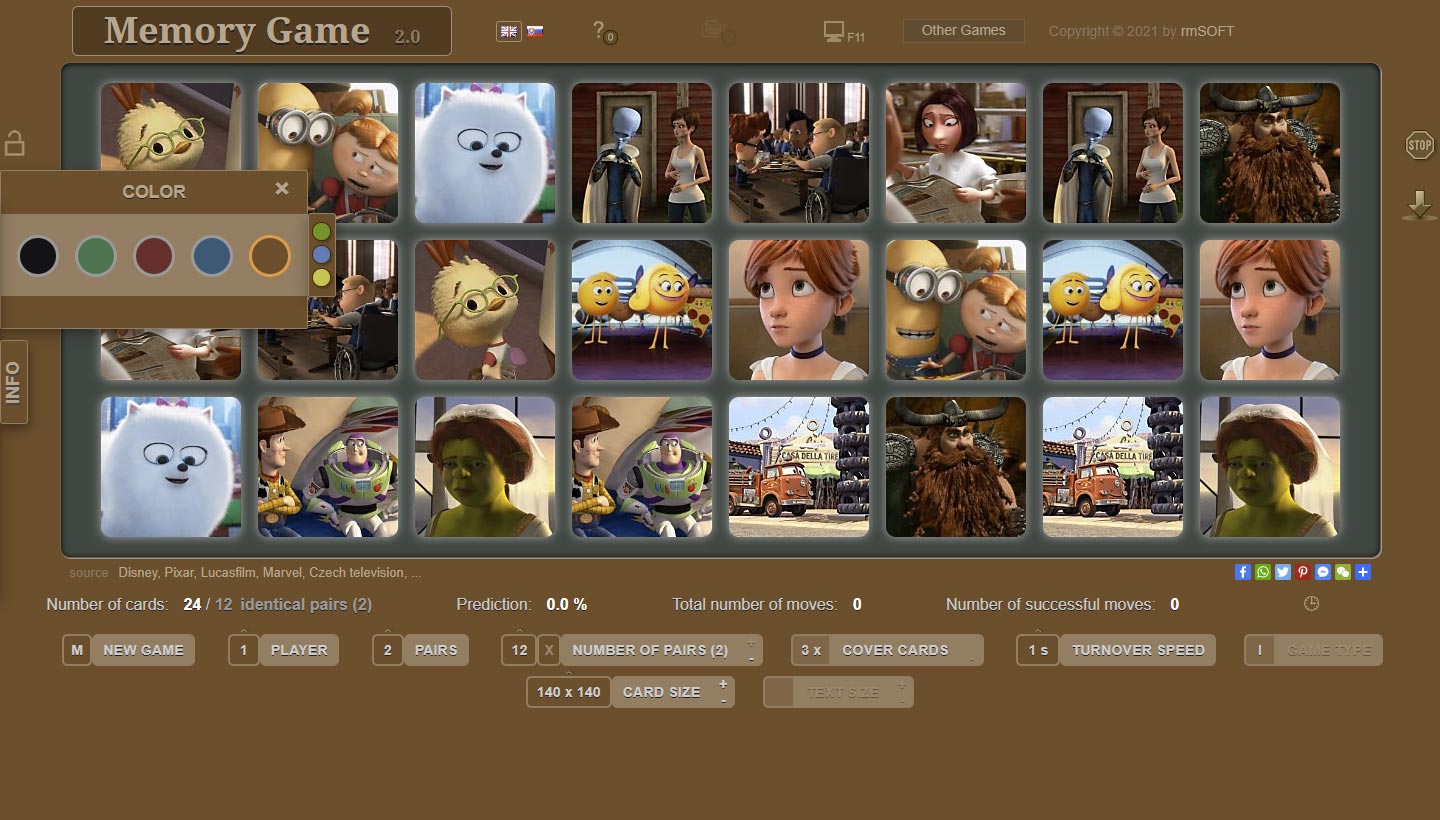 Memory Game 2.0
? 0
F11
Other Games
Copyright © 2021 by rmSOFT
STOP
COLOR ×
INFO
CASA DELLA TIRE
CASA DELLA TIRE
source Disney, Pixar, Lucasfilm, Marvel, Czech television, ...
Number of cards: 24 / 12 identical pairs (2) Prediction: 0.0 % Total number of moves: 0 Number of successful moves: 0
M NEW GAME 1 PLAYER 2 PAIRS 12 X NUMBER OF PAIRS (2) + - 3 x COVER CARDS - 1 s TURNOVER SPEED I GAME TYPE
140 x 140 CARD SIZE + - TEXT SIZE + -